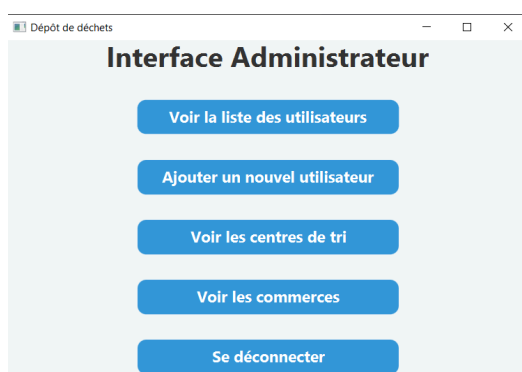 Dépôt de déchets
Interface Administrateur
Voir la liste des utilisateurs
Ajouter un nouvel utilisateur
Voir les centres de tri
Voir les commerces
Se déconnecter